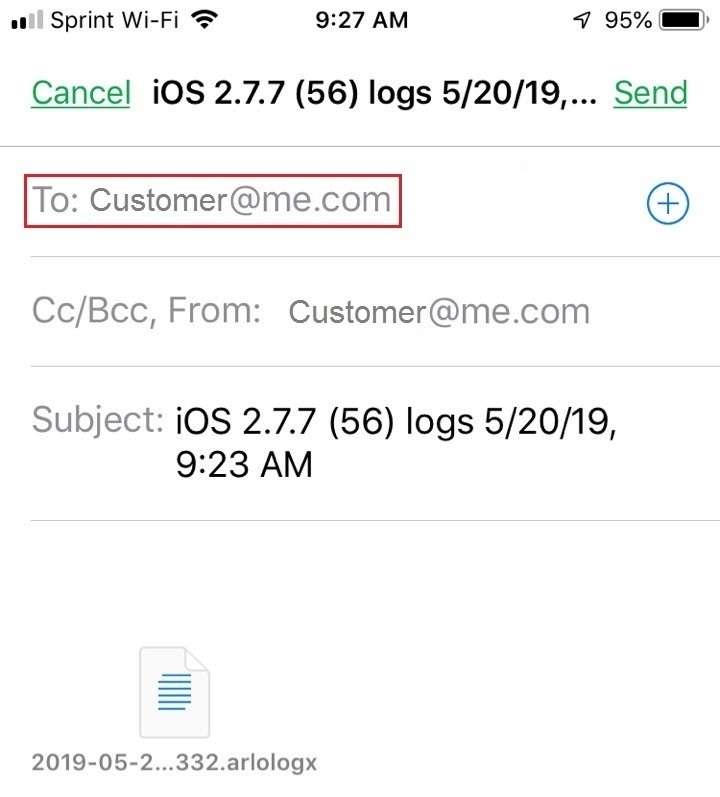 Sprint Wi-Fi 9:27 AM 95%
Cancel iOS 2.7.7 (56) logs 5/20/19,... Send
To: Customer@me.com
Cc/Bcc, From: Customer@me.com
Subject: iOS 2.7.7 (56) logs 5/20/19,
9:23 AM
2019-05-2...332.arlologx